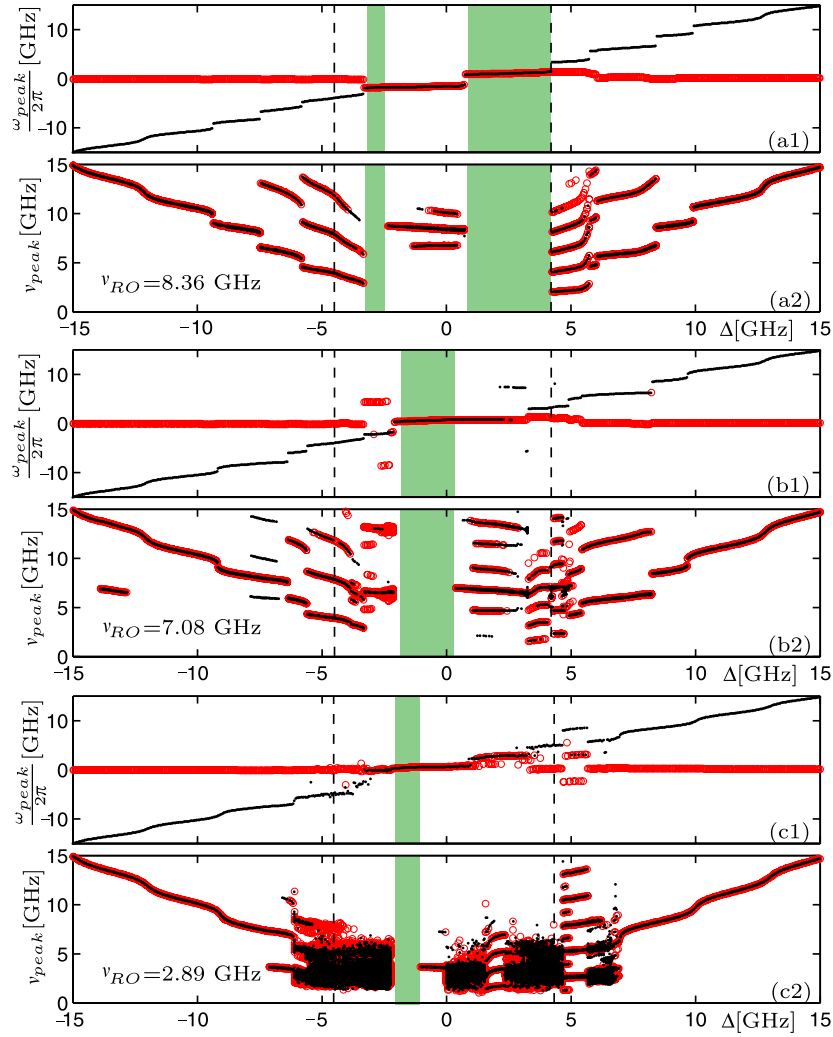 ω_peak/2π [GHz]
10
0
−10
(a1)
ν_peak[GHz]
15
10
5
0
ν_RO=8.36 GHz
(a2)
−15 −10 −5 0 5 Δ[GHz] 15
ω_peak/2π [GHz]
10
0
−10
(b1)
ν_peak[GHz]
15
10
5
0
ν_RO=7.08 GHz
(b2)
−15 −10 −5 0 5 Δ[GHz] 15
ω_peak/2π [GHz]
10
0
−10
(c1)
ν_peak[GHz]
15
10
5
0
ν_RO=2.89 GHz
(c2)
−15 −10 −5 0 5 Δ[GHz] 15